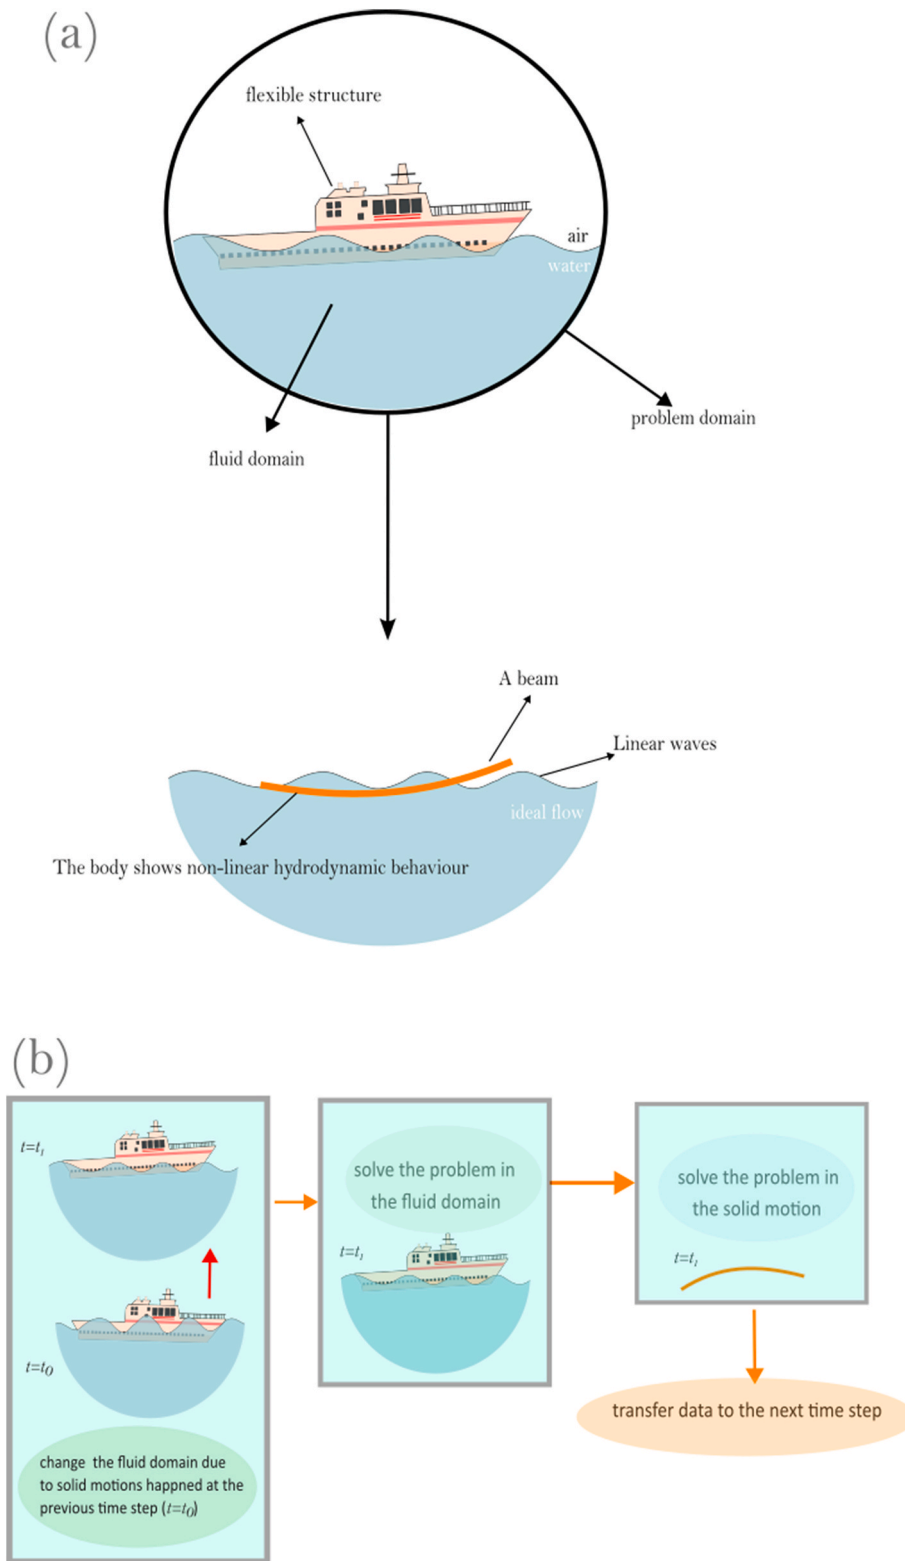 (a)
flexible structure
air
water
problem domain
fluid domain
A beam
Linear waves
ideal flow
The body shows non-linear hydrodynamic behaviour
(b)
t=t1
t=t0
change the fluid domain due
to solid motions happned at the
previous time step (t=t0)
solve the problem in
the fluid domain
t=t1
solve the problem in
the solid motion
t=t1
transfer data to the next time step